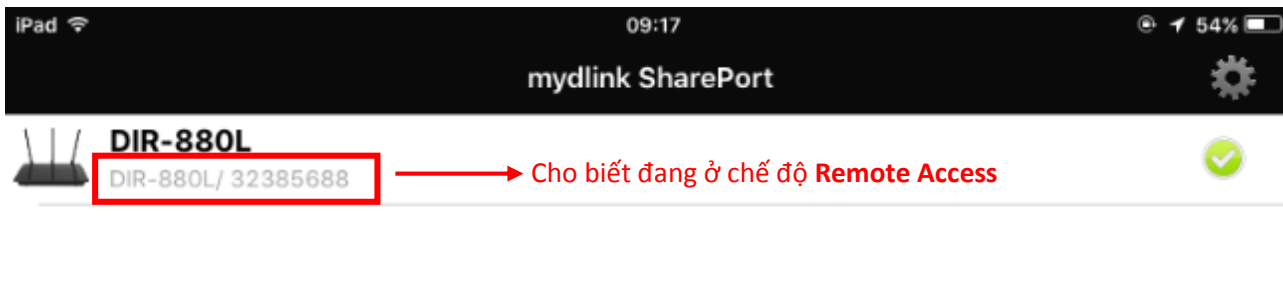 iPad 09:17 54%
mydlink SharePort
DIR-880L
DIR-880L/ 32385688
Cho biết đang ở chế độ Remote Access